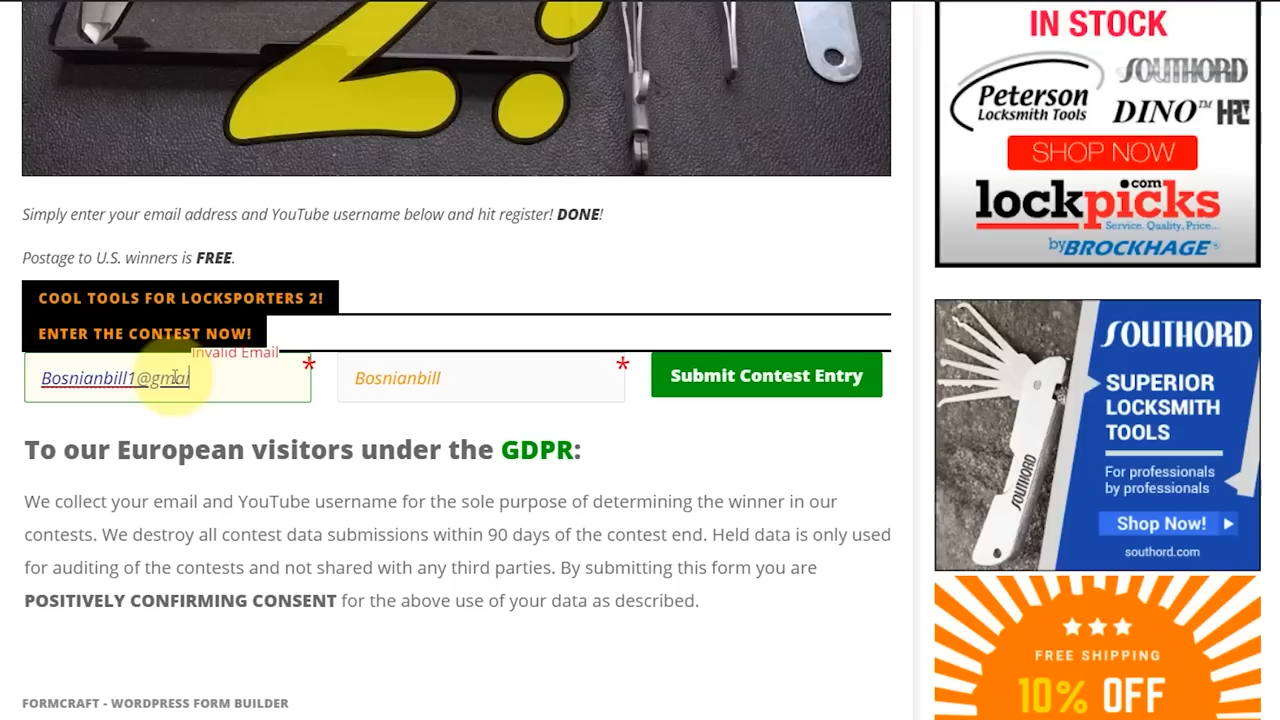 2!
Simply enter your email address and YouTube username below and hit register! DONE!
Postage to U.S. winners is FREE.
COOL TOOLS FOR LOCKSPORTERS 2!
ENTER THE CONTEST NOW!
Invalid Email
Bosnianbill1@gmai
*
Bosnianbill
*
Submit Contest Entry
To our European visitors under the GDPR:
We collect your email and YouTube username for the sole purpose of determining the winner in our
contests. We destroy all contest data submissions within 90 days of the contest end. Held data is only used
for auditing of the contests and not shared with any third parties. By submitting this form you are
POSITIVELY CONFIRMING CONSENT for the above use of your data as described.
FORMCRAFT - WORDPRESS FORM BUILDER
IN STOCK
Peterson
Locksmith Tools
SOUTHORD
DINO™ HPC
SHOP NOW
lockpicks.com
Service, Quality, Price...
by BROCKHAGE®
SOUTHORD
SUPERIOR
LOCKSMITH
TOOLS
For professionals
by professionals
Shop Now!
southord.com
SOUTHORD
FREE SHIPPING
10% OFF